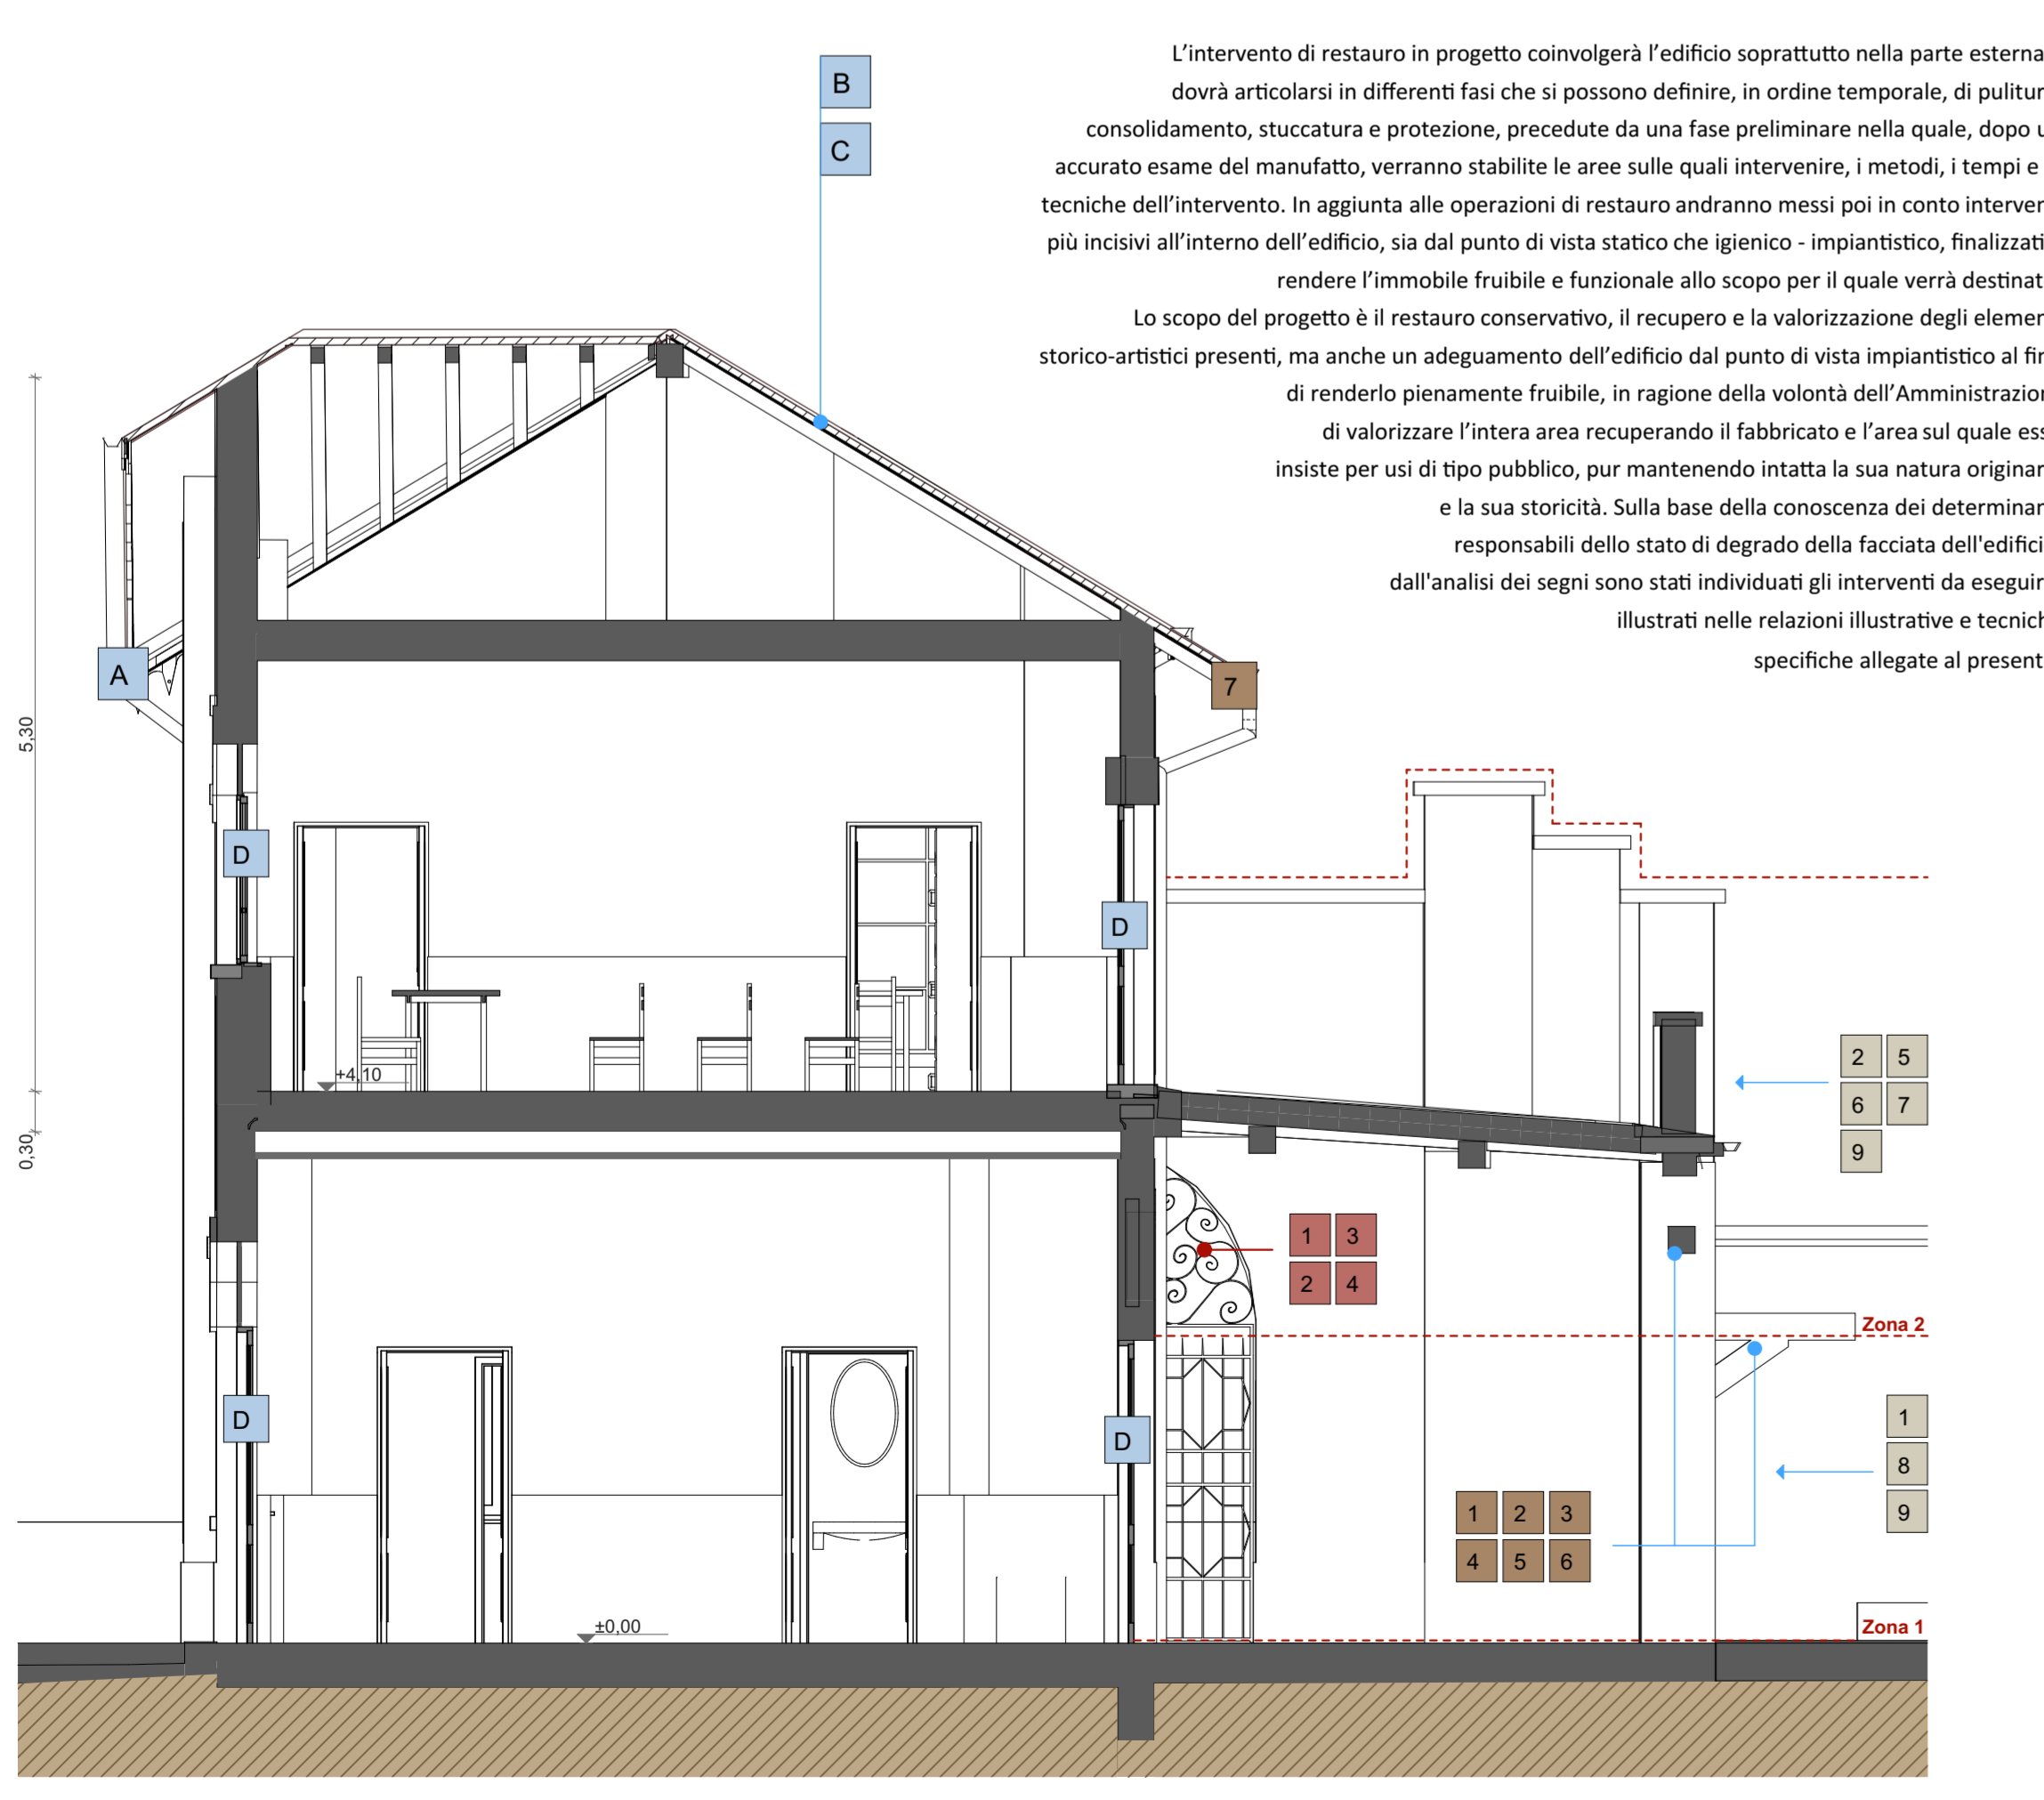 B
C
L’intervento di restauro in progetto coinvolgerà l’edificio soprattutto nella parte esterna
dovrà articolarsi in differenti fasi che si possono definire, in ordine temporale, di pulitur
consolidamento, stuccatura e protezione, precedute da una fase preliminare nella quale, dopo u
accurato esame del manufatto, verranno stabilite le aree sulle quali intervenire, i metodi, i tempi e
tecniche dell’intervento. In aggiunta alle operazioni di restauro andranno messi poi in conto interven
più incisivi all’interno dell’edificio, sia dal punto di vista statico che igienico - impiantistico, finalizzati
rendere l’immobile fruibile e funzionale allo scopo per il quale verrà destinat
Lo scopo del progetto è il restauro conservativo, il recupero e la valorizzazione degli elemen
storico-artistici presenti, ma anche un adeguamento dell’edificio dal punto di vista impiantistico al fin
di renderlo pienamente fruibile, in ragione della volontà dell’Amministrazion
di valorizzare l’intera area recuperando il fabbricato e l’area sul quale ess
insiste per usi di tipo pubblico, pur mantenendo intatta la sua natura originar
e la sua storicità. Sulla base della conoscenza dei determinan
responsabili dello stato di degrado della facciata dell'edifici
dall'analisi dei segni sono stati individuati gli interventi da eseguir
illustrati nelle relazioni illustrative e tecnich
specifiche allegate al present
A
7
5,30
D
D
+4,10
0,30
2 5
6 7
9
1 3
2 4
Zona 2
D
D
1
8
9
1 2 3
4 5 6
±0,00
Zona 1